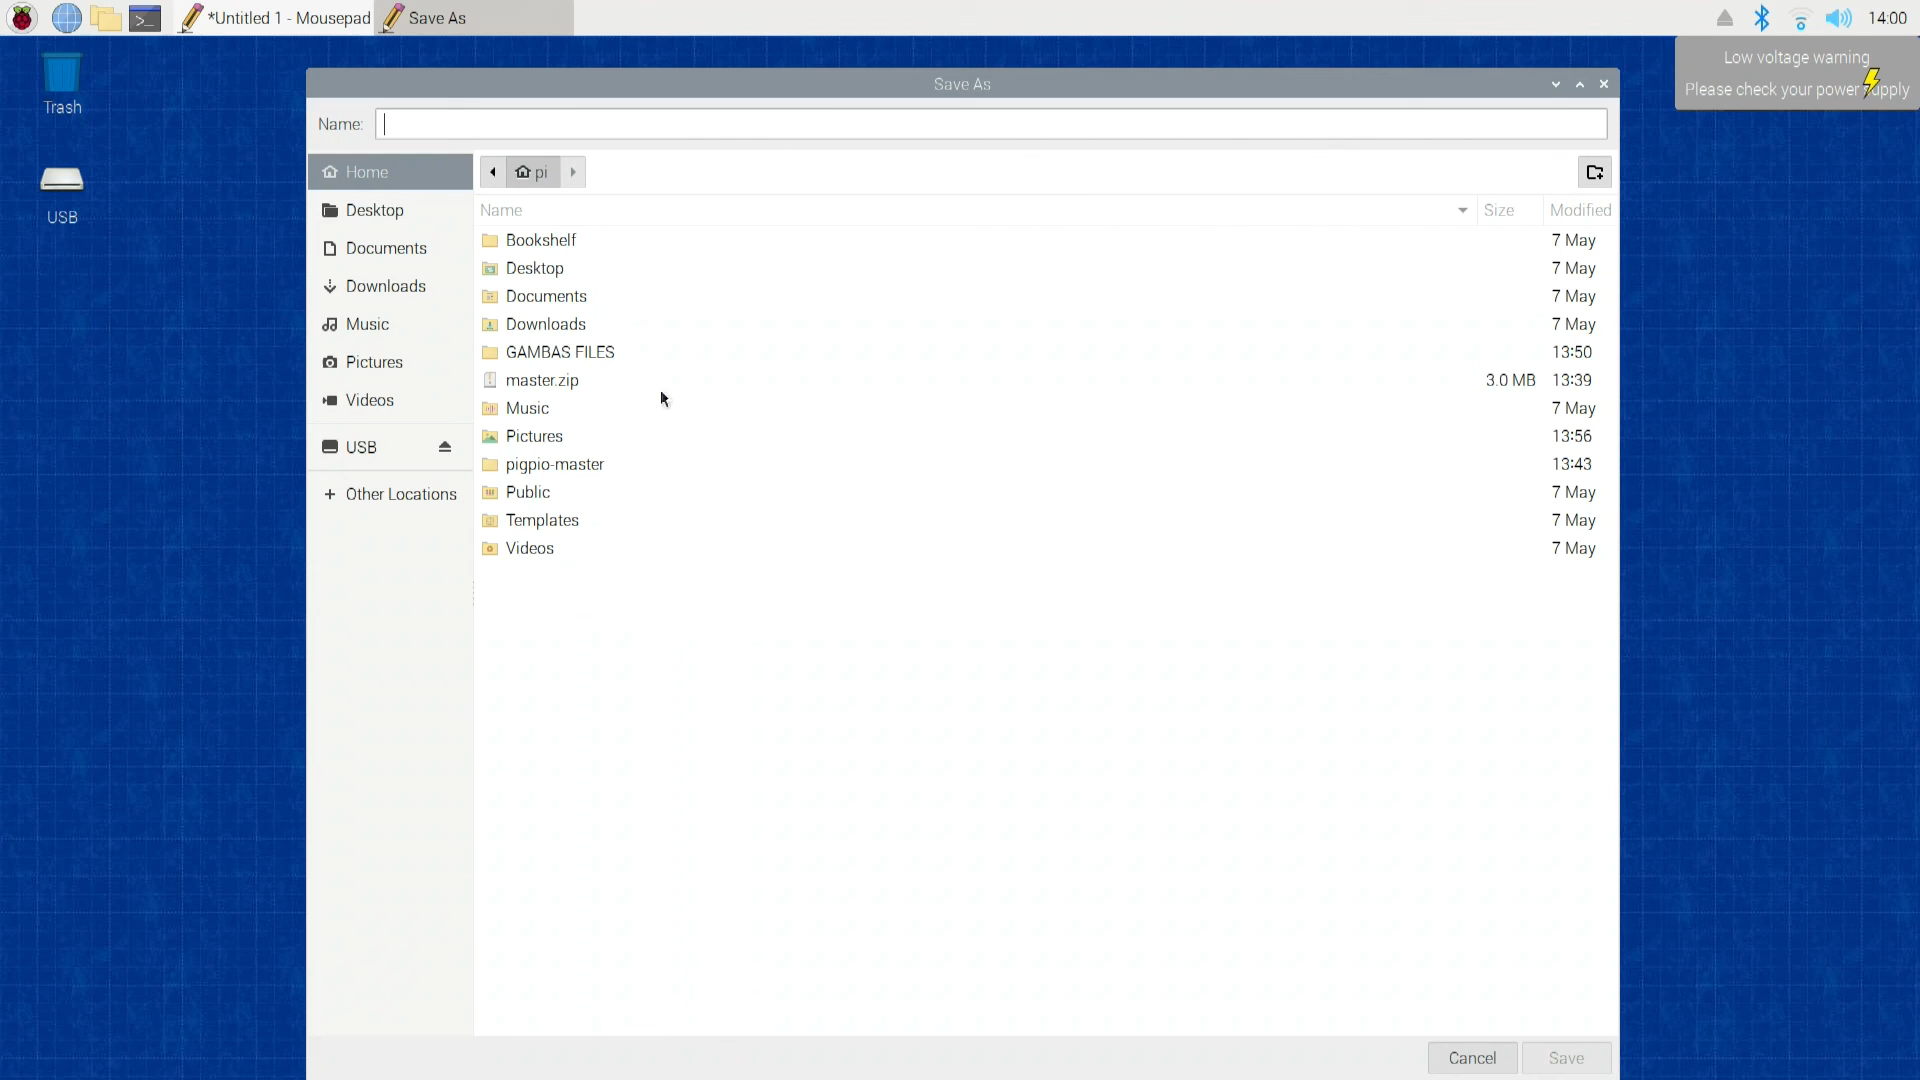 *Untitled 1 - Mousepad
Save As
14:00
Low voltage warning
Please check your power supply
Trash
USB
Save As
Name:
Home
pi
Desktop
Documents
Downloads
Music
Pictures
Videos
USB
+ Other Locations
Name Size Modified
Bookshelf 7 May
Desktop 7 May
Documents 7 May
Downloads 7 May
GAMBAS FILES 13:50
master.zip 3.0 MB 13:39
Music 7 May
Pictures 13:56
pigpio-master 13:43
Public 7 May
Templates 7 May
Videos 7 May
Cancel Save